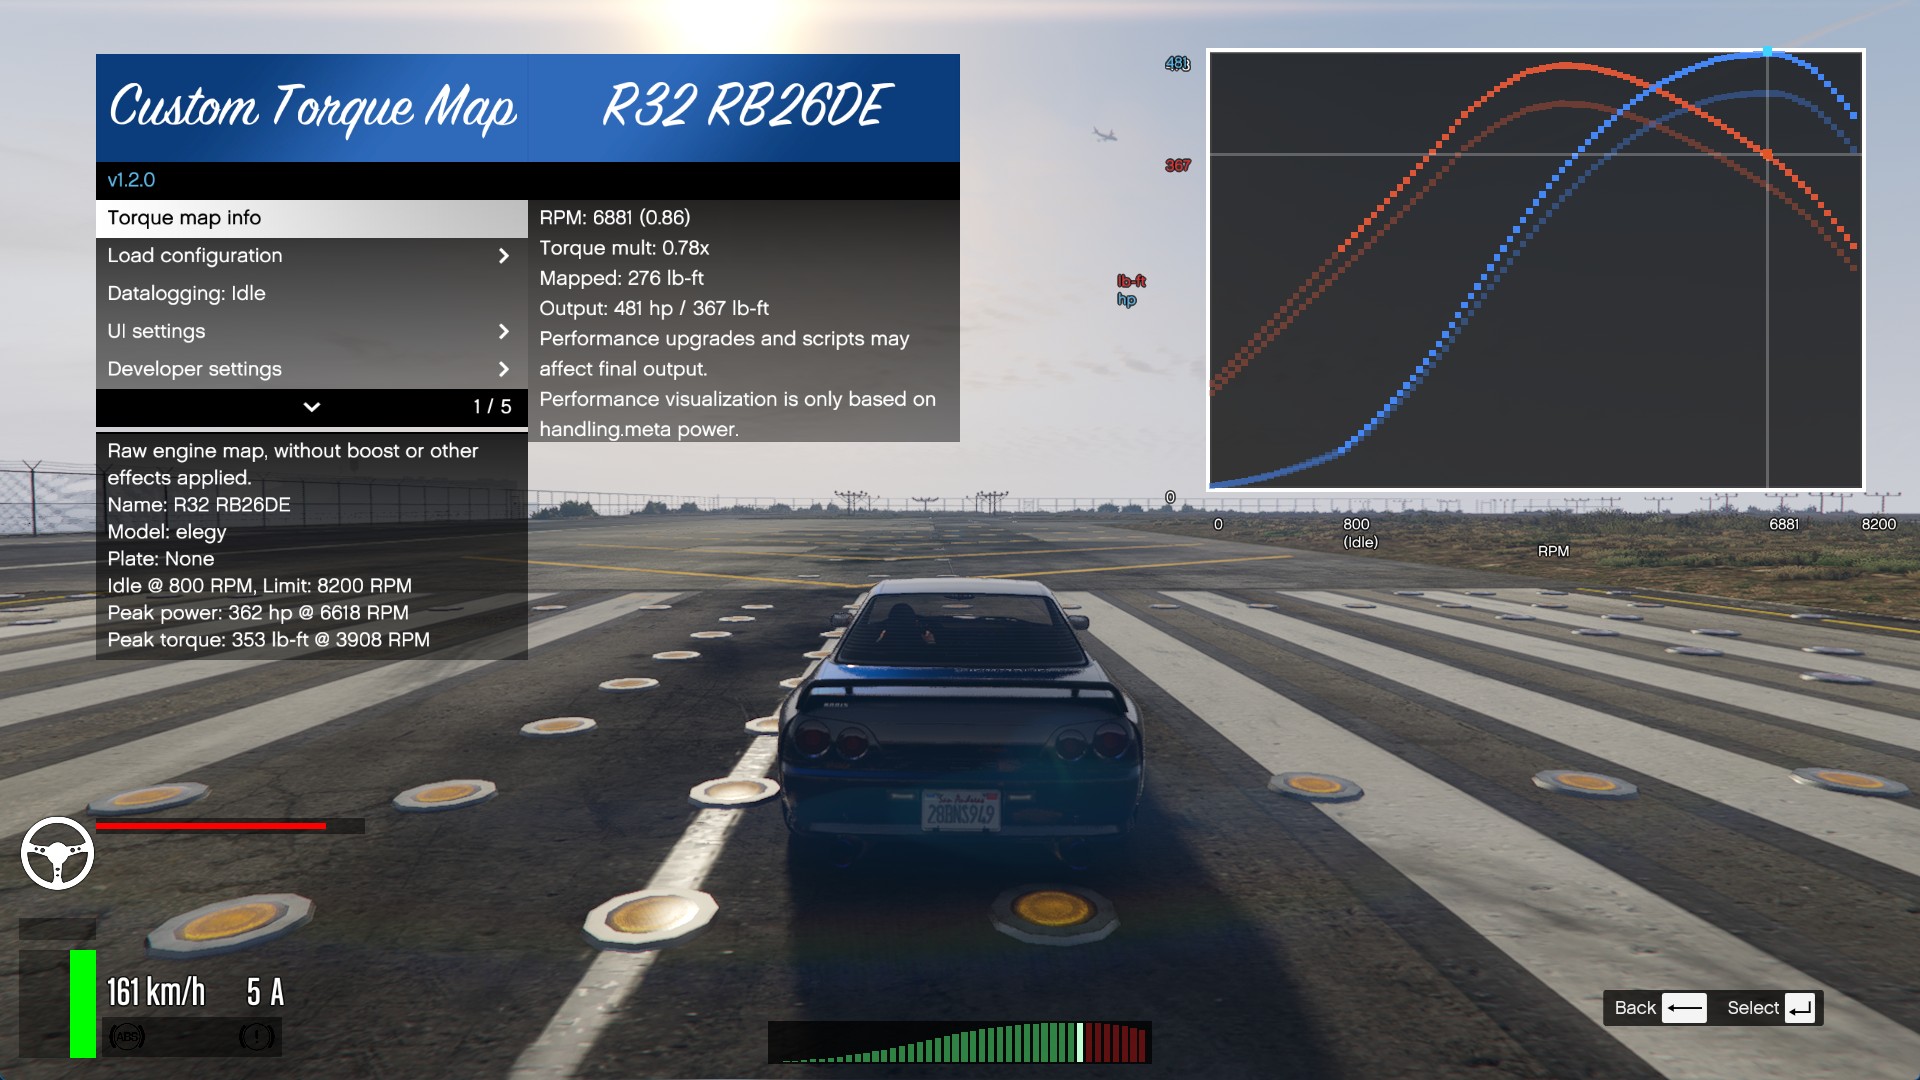 Custom Torque Map
R32 RB26DE
v1.2.0
Torque map info
Load configuration
Datalogging: Idle
UI settings
Developer settings
1 / 5
RPM: 6881 (0.86)
Torque mult: 0.78x
Mapped: 276 lb-ft
Output: 481 hp / 367 lb-ft
Performance upgrades and scripts may
affect final output.
Performance visualization is only based on
handling.meta power.
Raw engine map, without boost or other
effects applied.
Name: R32 RB26DE
Model: elegy
Plate: None
Idle @ 800 RPM, Limit: 8200 RPM
Peak power: 362 hp @ 6618 RPM
Peak torque: 353 lb-ft @ 3908 RPM
481
367
lb-ft
hp
0
0
800
(Idle)
6881
8200
RPM
San Andreas
28BNS949
161 km/h
5 A
ABS
!
Back
Select